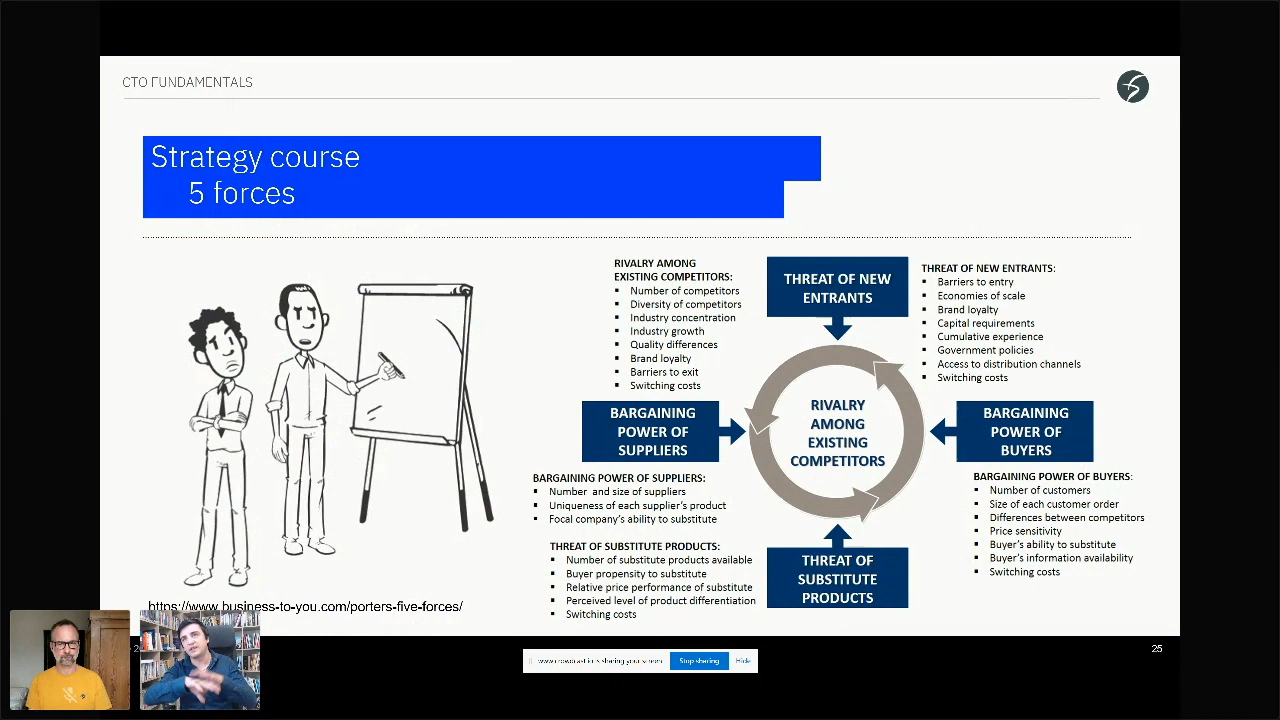 CTO FUNDAMENTALS
Strategy course
5 forces
RIVALRY AMONG
EXISTING COMPETITORS:
▪ Number of competitors
▪ Diversity of competitors
▪ Industry concentration
▪ Industry growth
▪ Quality differences
▪ Brand loyalty
▪ Barriers to exit
▪ Switching costs
THREAT OF NEW
ENTRANTS
THREAT OF NEW ENTRANTS:
▪ Barriers to entry
▪ Economies of scale
▪ Brand loyalty
▪ Capital requirements
▪ Cumulative experience
▪ Government policies
▪ Access to distribution channels
▪ Switching costs
BARGAINING
POWER OF
SUPPLIERS
RIVALRY
AMONG
EXISTING
COMPETITORS
BARGAINING
POWER OF
BUYERS
BARGAINING POWER OF SUPPLIERS:
▪ Number and size of suppliers
▪ Uniqueness of each supplier's product
▪ Focal company's ability to substitute
BARGAINING POWER OF BUYERS:
▪ Number of customers
▪ Size of each customer order
▪ Differences between competitors
▪ Price sensitivity
▪ Buyer's ability to substitute
▪ Buyer's information availability
▪ Switching costs
THREAT OF SUBSTITUTE PRODUCTS:
▪ Number of substitute products available
▪ Buyer propensity to substitute
▪ Relative price performance of substitute
▪ Perceived level of product differentiation
▪ Switching costs
THREAT OF
SUBSTITUTE
PRODUCTS
https://www.business-to-you.com/porters-five-forces/
25
www.crowdcast.io is sharing your screen.
Stop sharing
Hide